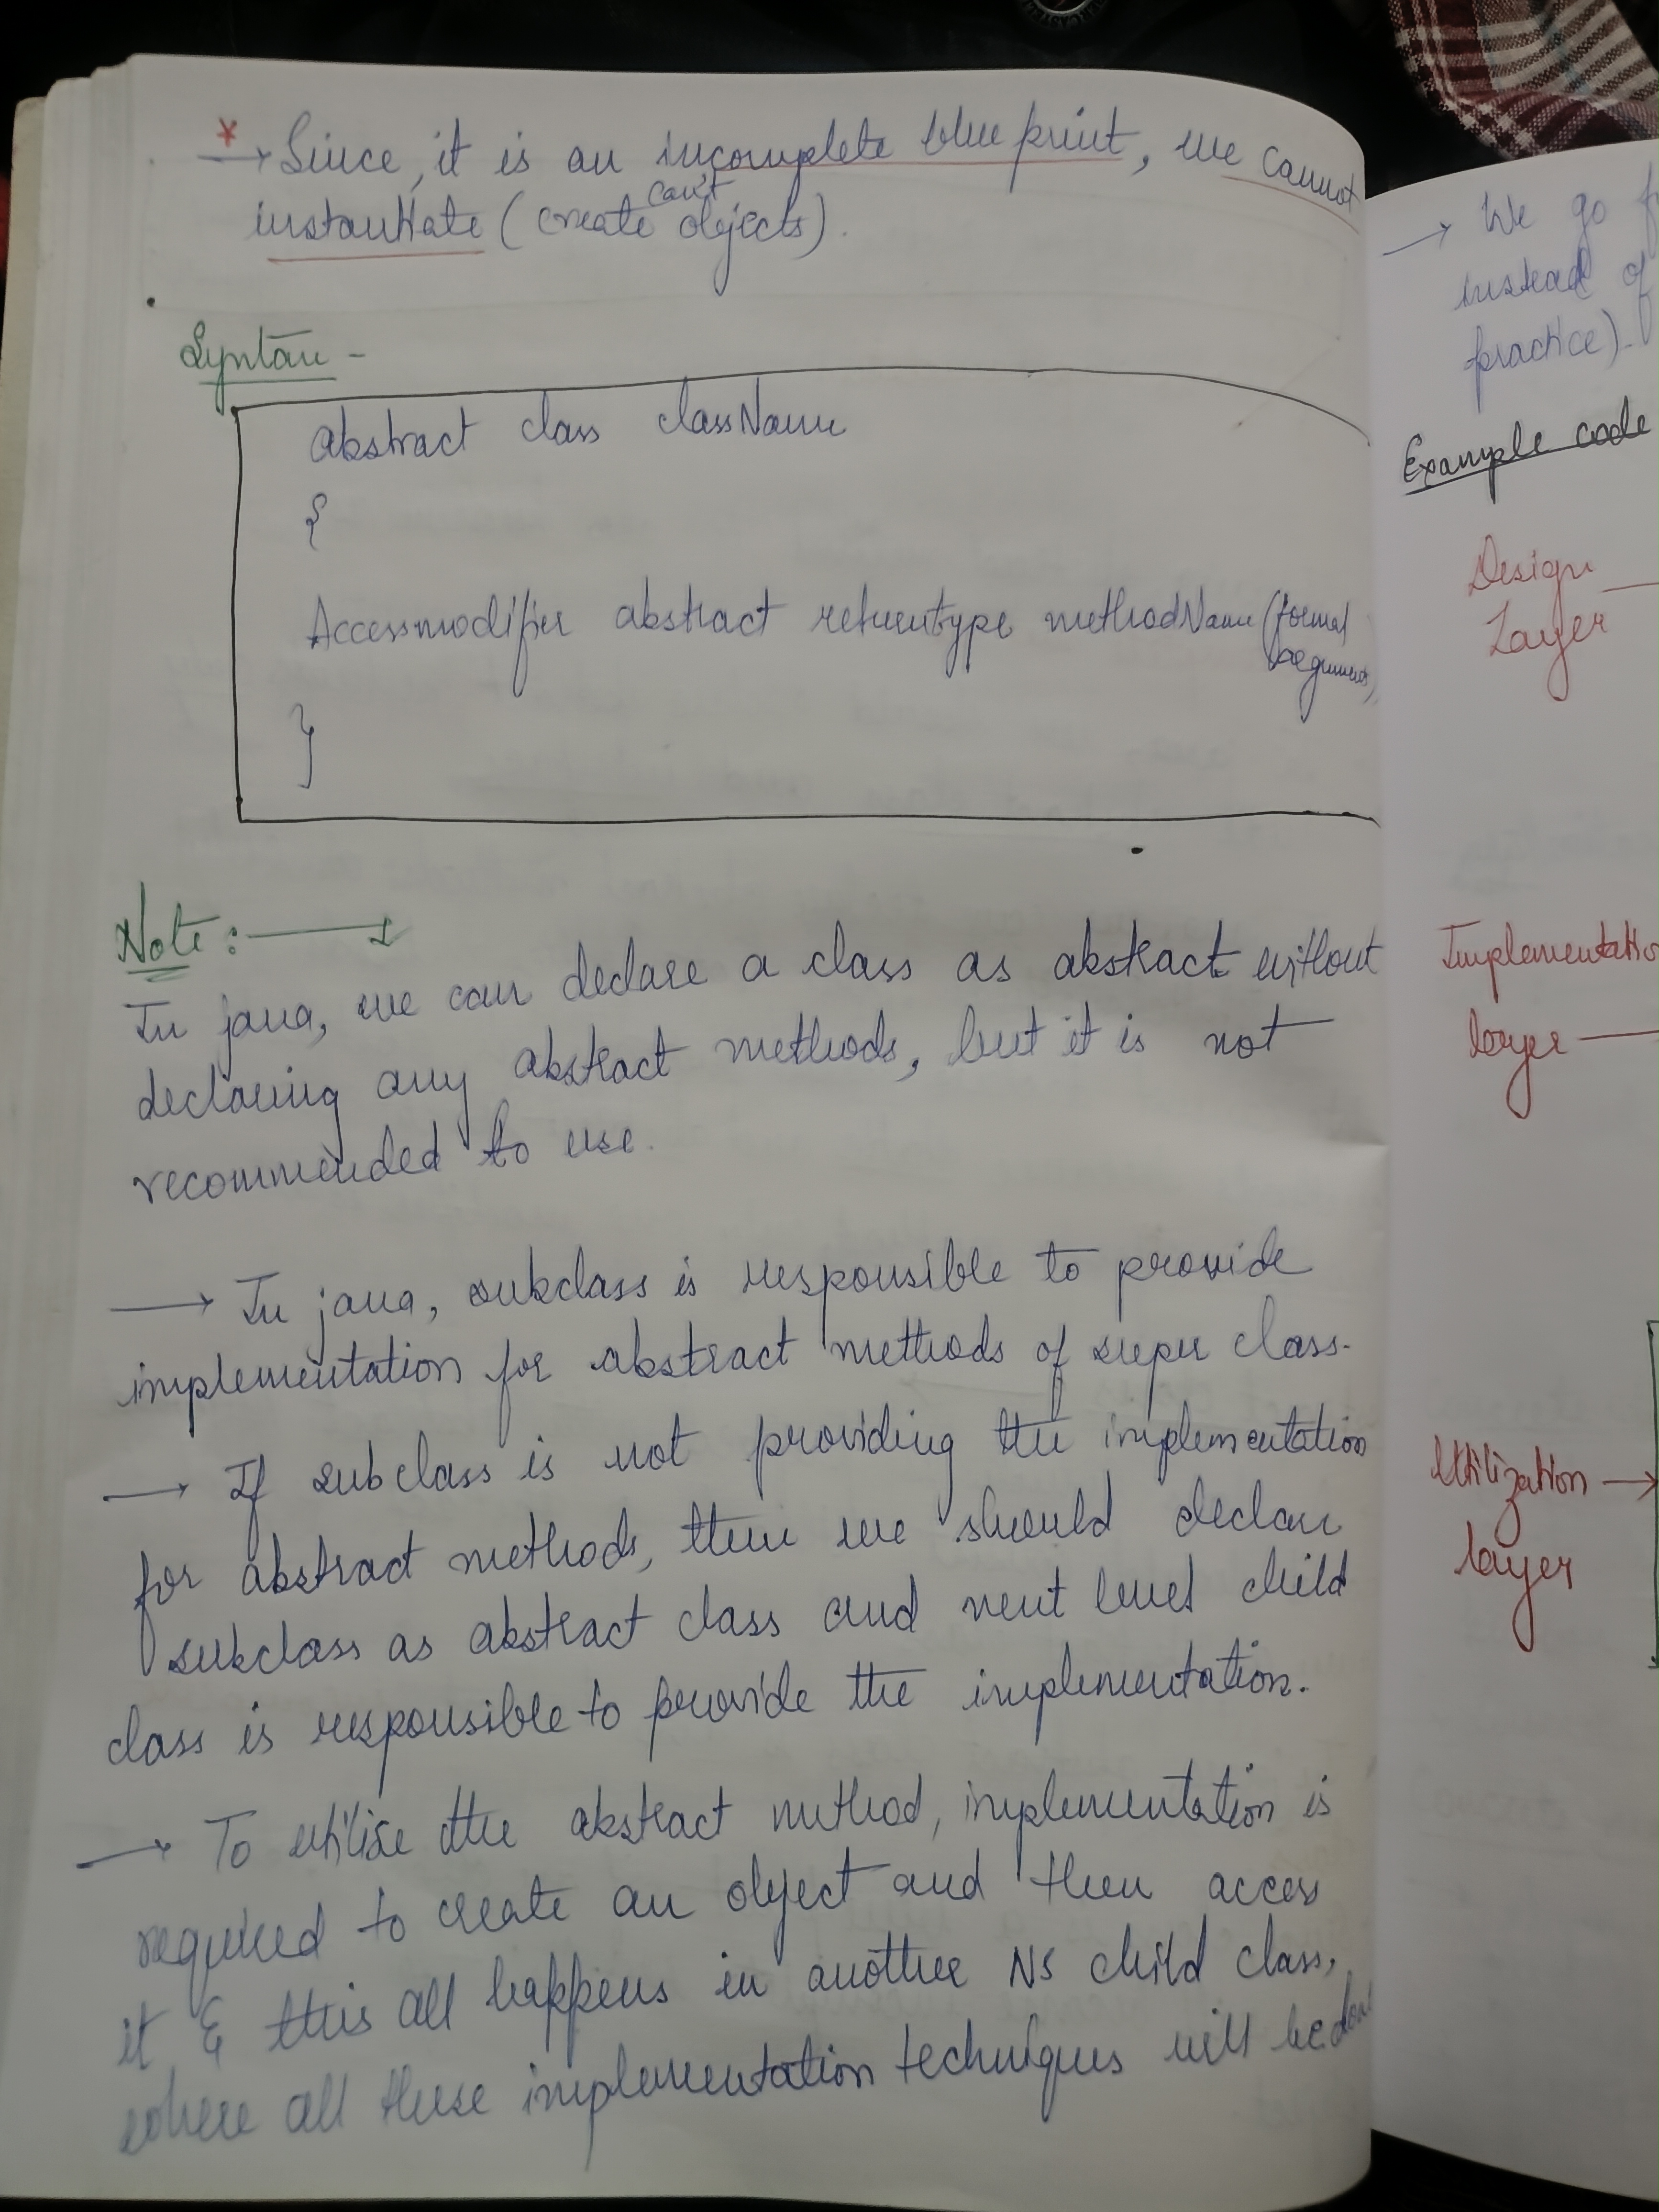 * → Since, it is an incomplete blue print, we cannot
can't
instantiate (create objects).
Syntax -
Abstract class className
{
Accessmodifier abstract returntype methodName (formal
arguments)
}
Note: →
In java, we can declare a class as abstract without
declaring any abstract methods, but it is not
recommended to use.
→ In java, subclass is responsible to provide
implementation for abstract methods of super class.
→ If subclass is not providing the implementation
for abstract methods, then we should declare
subclass as abstract class and next level child
class is responsible to provide the implementation.
→ To utilise the abstract method, implementation is
required to create an object and then access
it & this all happens in another NS child class,
where all these implementation techniques will be done
→ We go
instead of
practice).
Example code
Design
Layer
Implementatio
layer
Utilization →
layer